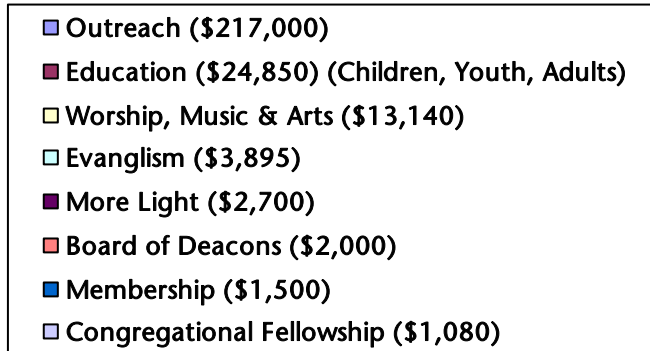 Outreach ($217,000)
Education ($24,850) (Children, Youth, Adults)
Worship, Music & Arts ($13,140)
Evanglism ($3,895)
More Light ($2,700)
Board of Deacons ($2,000)
Membership ($1,500)
Congregational Fellowship ($1,080)